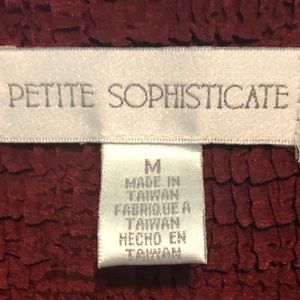 PETITE SOPHISTICATE
M
MADE IN
TAIWAN
FABRIQUE A
TAIWAN
HECHO EN
TAIWAN